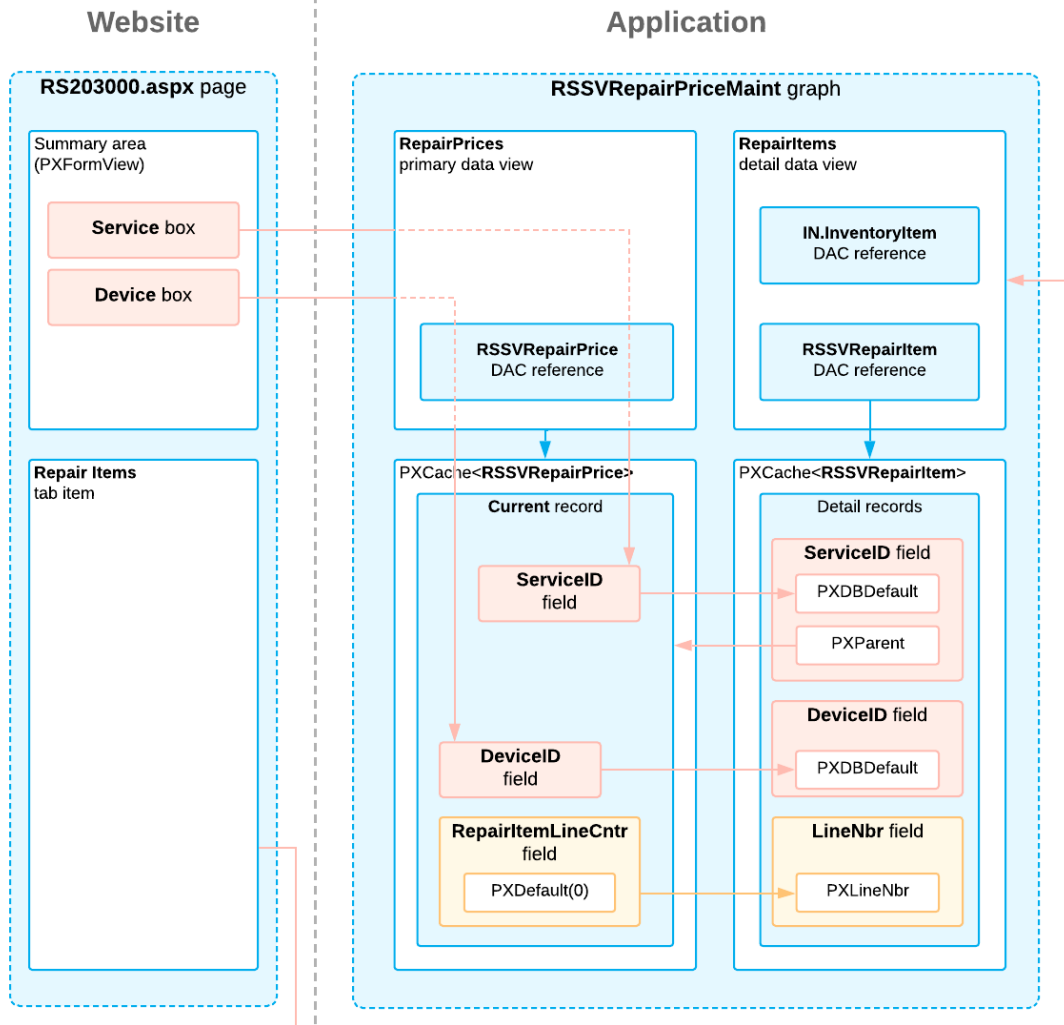 Website
Application
RS203000.aspx page
Summary area
(PXFormView)
Service box
Device box
Repair Items
tab item
RSSVRepairPriceMaint graph
RepairPrices
primary data view
RSSVRepairPrice
DAC reference
RepairItems
detail data view
IN.InventoryItem
DAC reference
RSSVRepairItem
DAC reference
PXCache<RSSVRepairPrice>
Current record
ServiceID
field
DeviceID
field
RepairItemLineCntr
field
PXDefault(0)
PXCache<RSSVRepairItem>
Detail records
ServiceID field
PXDBDefault
PXParent
DeviceID field
PXDBDefault
LineNbr field
PXLineNbr